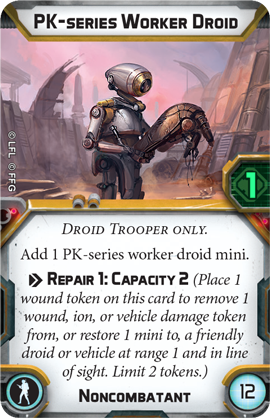 PK-series Worker Droid
© LFL © FFG
1
Droid Trooper only.
Add 1 PK-series worker droid mini.
Repair 1: Capacity 2 (Place 1
wound token on this card to remove 1
wound, ion, or vehicle damage token
from, or restore 1 mini to, a friendly
droid or vehicle at range 1 and in line
of sight. Limit 2 tokens.)
Noncombatant
12